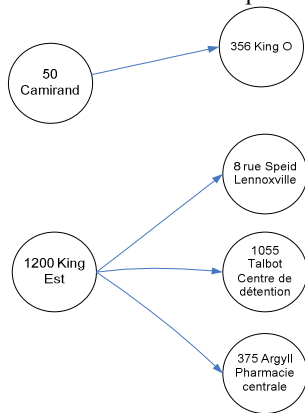 356 King O
50
Camirand
8 rue Speid
Lennoxville
1200 King
Est
1055
Talbot
Centre de
détention
375 Argyll
Pharmacie
centrale